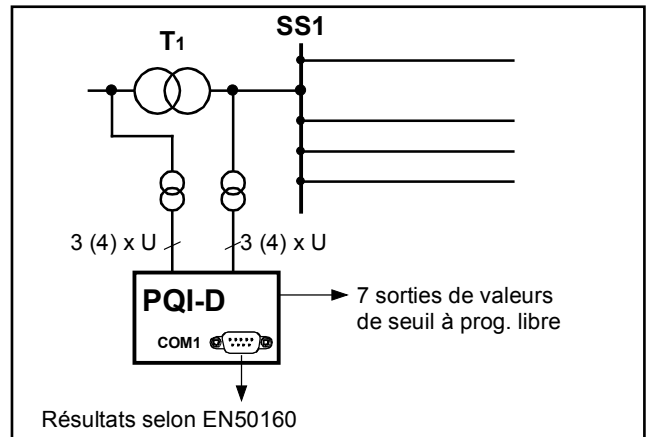 SS1
T1
3 (4) x U
3 (4) x U
PQI-D
7 sorties de valeurs
de seuil à prog. libre
COM1
Résultats selon EN50160